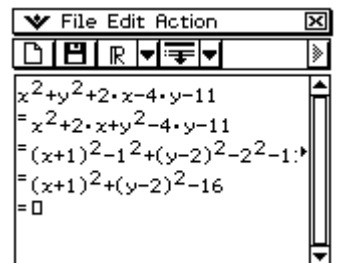 File Edit Action
ℝ
x²+y²+2·x-4·y-11
=x²+2·x+y²-4·y-11
=(x+1)²-1²+(y-2)²-2²-1
=(x+1)²+(y-2)²-16
=□